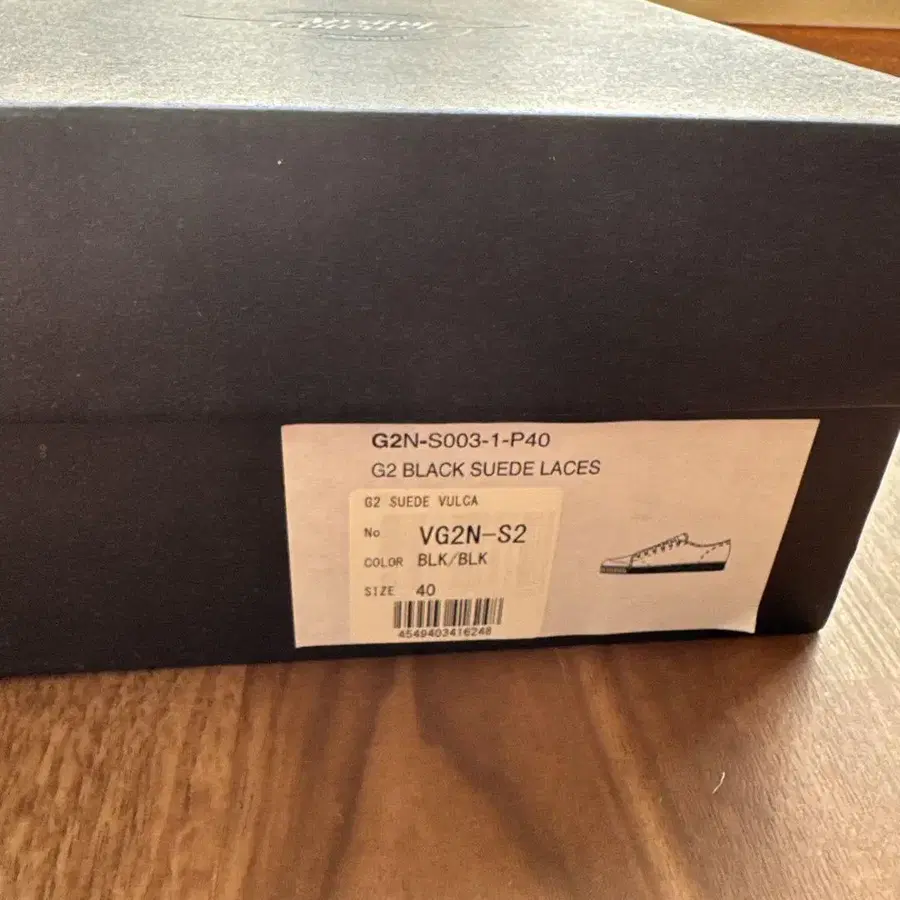 G2N-S003-1-P40
G2 BLACK SUEDE LACES
G2 SUEDE VULCA
No VG2N-S2
COLOR BLK/BLK
SIZE 40
4549403416248